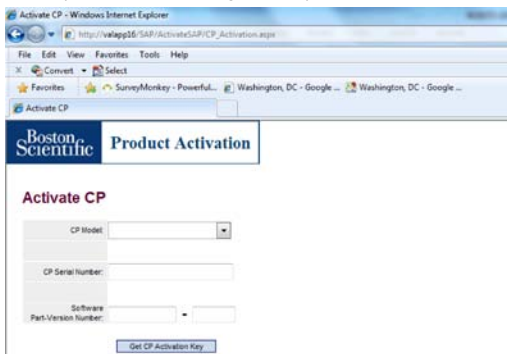 Activate CP - Windows Internet Explorer
http://valapp16/SAP/ActivateSAP/CP_Activation.aspx
File Edit View Favorites Tools Help
x Convert Select
Favorites SurveyMonkey - Powerful... Washington, DC - Google ... Washington, DC - Google ...
Activate CP
Boston Scientific Product Activation
Activate CP
CP Model:
CP Serial Number:
Software
Part-Version Number: -
Get CP Activation Key